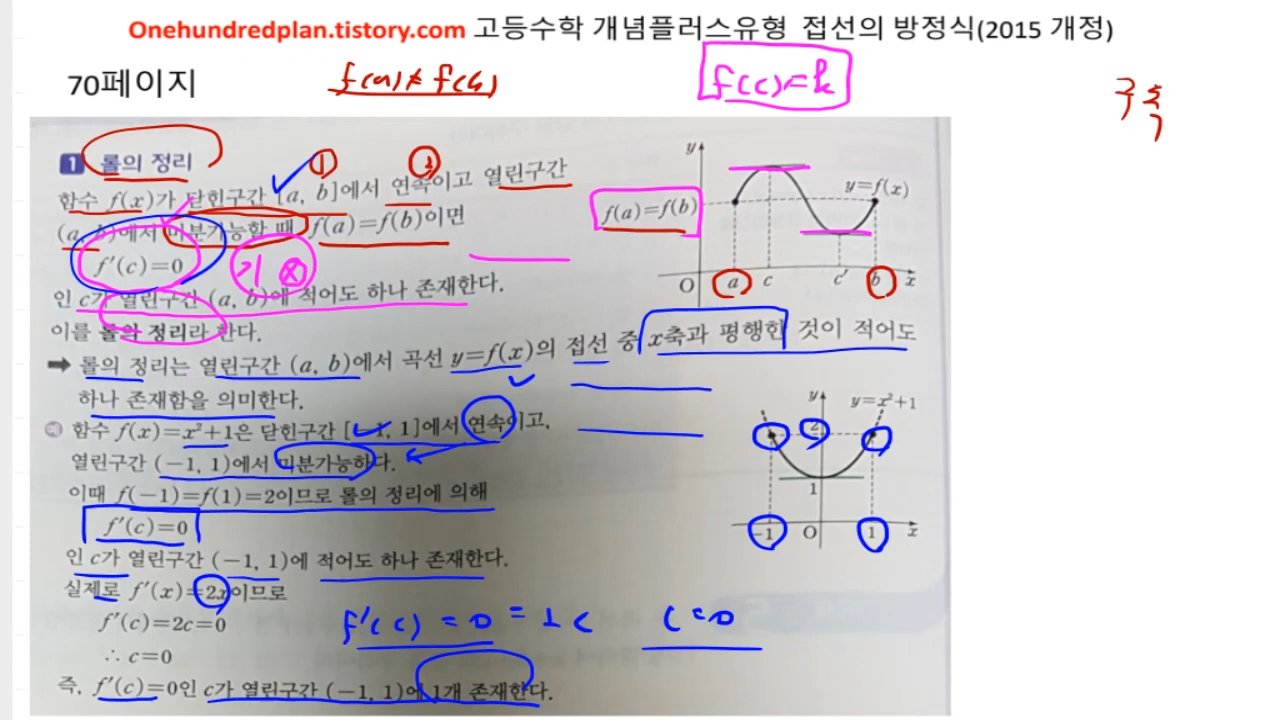 Onehundredplan.tistory.com 고등수학 개념플러스유형 접선의 방정식(2015 개정)
70페이지
f(a)≠f(b)
f(c)=k
1 롤의 정리
함수 f(x)가 닫힌구간 [a, b]에서 연속이고 열린구간
(a, b)에서 미분가능할 때 f(a)=f(b)이면
f'(c)=0
인 c가 열린구간 (a, b)에 적어도 하나 존재한다.
이를 롤의 정리라 한다.
➡ 롤의 정리는 열린구간 (a, b)에서 곡선 y=f(x)의 접선 중 x축과 평행한 것이 적어도
하나 존재함을 의미한다.
y
y=f(x)
f(a)=f(b)
O a c c' b x
예 함수 f(x)=x²+1은 닫힌구간 [-1, 1]에서 연속이고,
열린구간 (-1, 1)에서 미분가능하다.
이때 f(-1)=f(1)=2이므로 롤의 정리에 의해
f'(c)=0
인 c가 열린구간 (-1, 1)에 적어도 하나 존재한다.
실제로 f'(x)=2x이므로
f'(c)=2c=0
∴ c=0
즉, f'(c)=0인 c가 열린구간 (-1, 1)에 1개 존재한다.
y
y=x²+1
2
1
-1 O 1 x
f'(c)=0=2c c=0